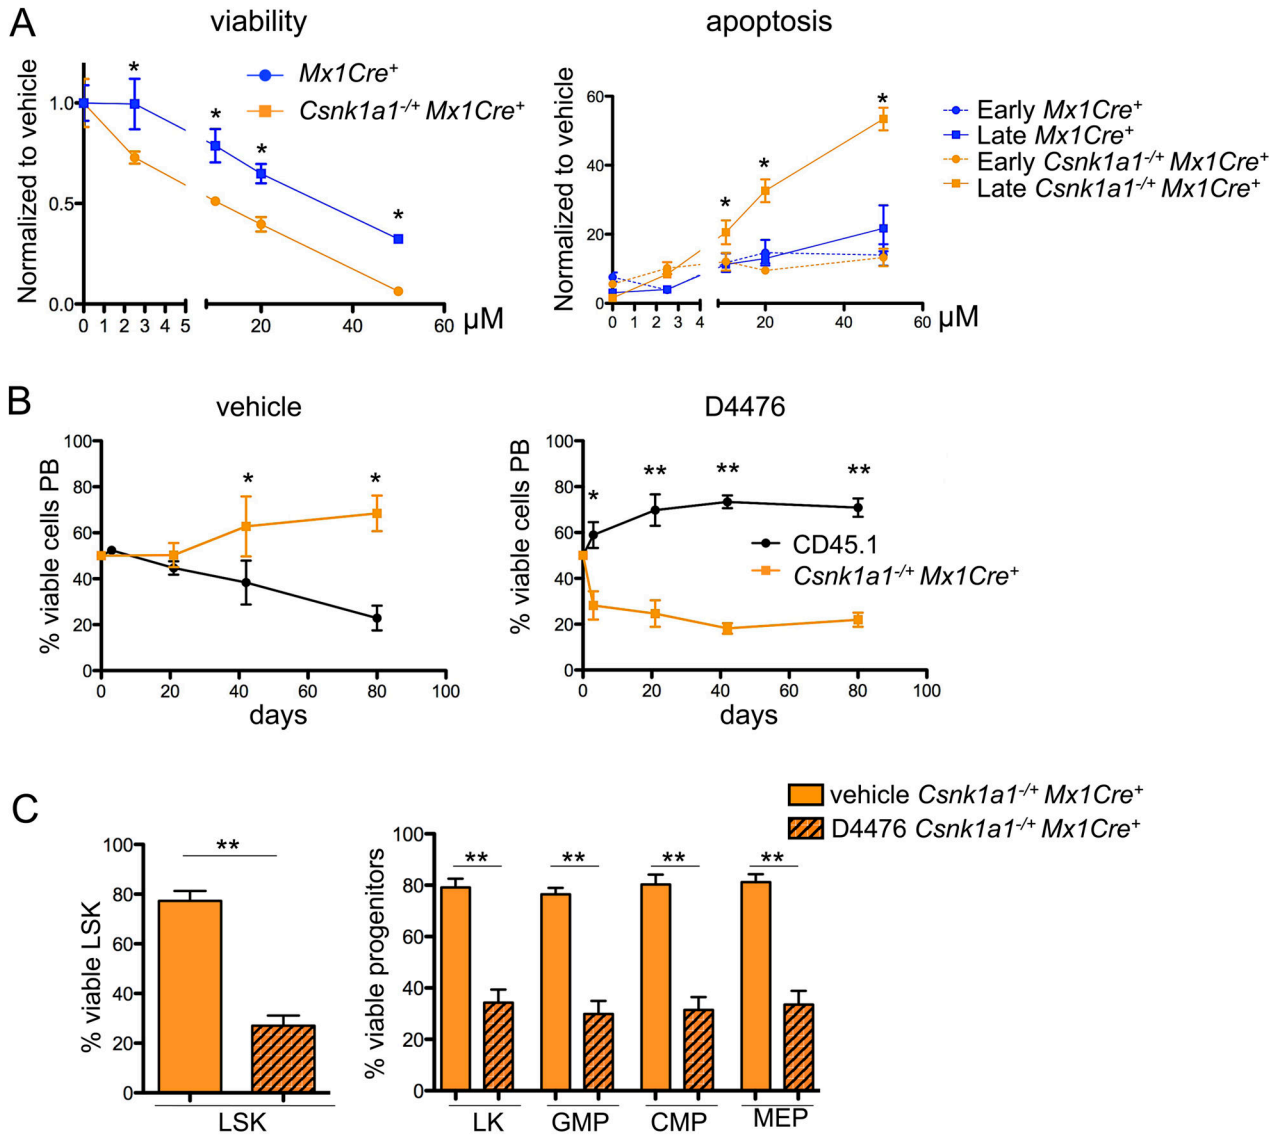 A
viability
apoptosis
Normalized to vehicle
1.0
0.5
0.0
* * * *
Mx1Cre+
Csnk1a1-/+ Mx1Cre+
0 1 2 3 4 5 20 40 60 µM
Normalized to vehicle
60
40
20
0
* * *
0 1 2 3 4 20 40 60 µM
Early Mx1Cre+
Late Mx1Cre+
Early Csnk1a1-/+ Mx1Cre+
Late Csnk1a1-/+ Mx1Cre+
B
vehicle
D4476
% viable cells PB
100
80
60
40
20
0
* *
0 20 40 60 80 100
days
% viable cells PB
100
80
60
40
20
0
* ** ** **
CD45.1
Csnk1a1-/+ Mx1Cre+
0 20 40 60 80 100
days
C
vehicle Csnk1a1-/+ Mx1Cre+
D4476 Csnk1a1-/+ Mx1Cre+
% viable LSK
100
80
60
40
20
0
**
LSK
% viable progenitors
100
80
60
40
20
0
** ** ** **
LK GMP CMP MEP